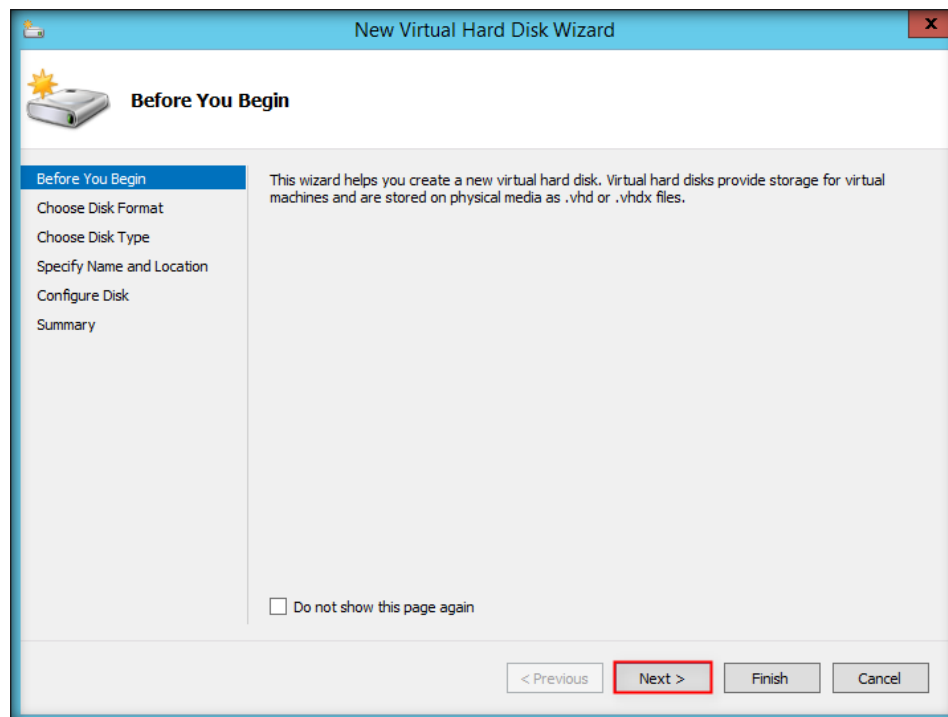 New Virtual Hard Disk Wizard
x
Before You Begin
Before You Begin
Choose Disk Format
Choose Disk Type
Specify Name and Location
Configure Disk
Summary
This wizard helps you create a new virtual hard disk. Virtual hard disks provide storage for virtual
machines and are stored on physical media as .vhd or .vhdx files.
Do not show this page again
< Previous
Next >
Finish
Cancel